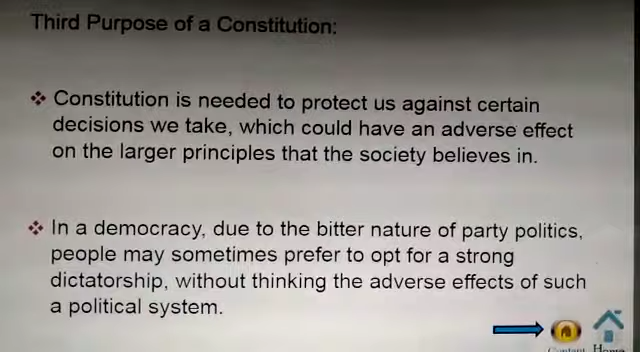 Third Purpose of a Constitution:
❖ Constitution is needed to protect us against certain
decisions we take, which could have an adverse effect
on the larger principles that the society believes in.
❖ In a democracy, due to the bitter nature of party politics,
people may sometimes prefer to opt for a strong
dictatorship, without thinking the adverse effects of such
a political system.
Content Home